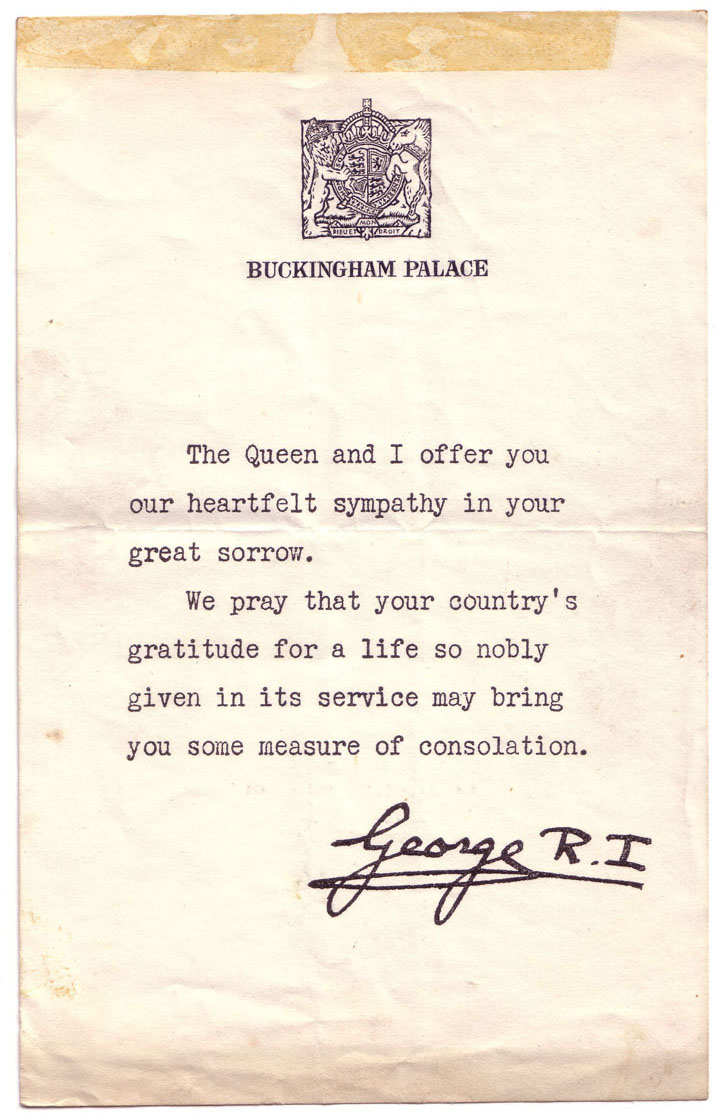 MON
DIEU ET DROIT
BUCKINGHAM PALACE
The Queen and I offer you
our heartfelt sympathy in your
great sorrow.
We pray that your country's
gratitude for a life so nobly
given in its service may bring
you some measure of consolation.
George R.I